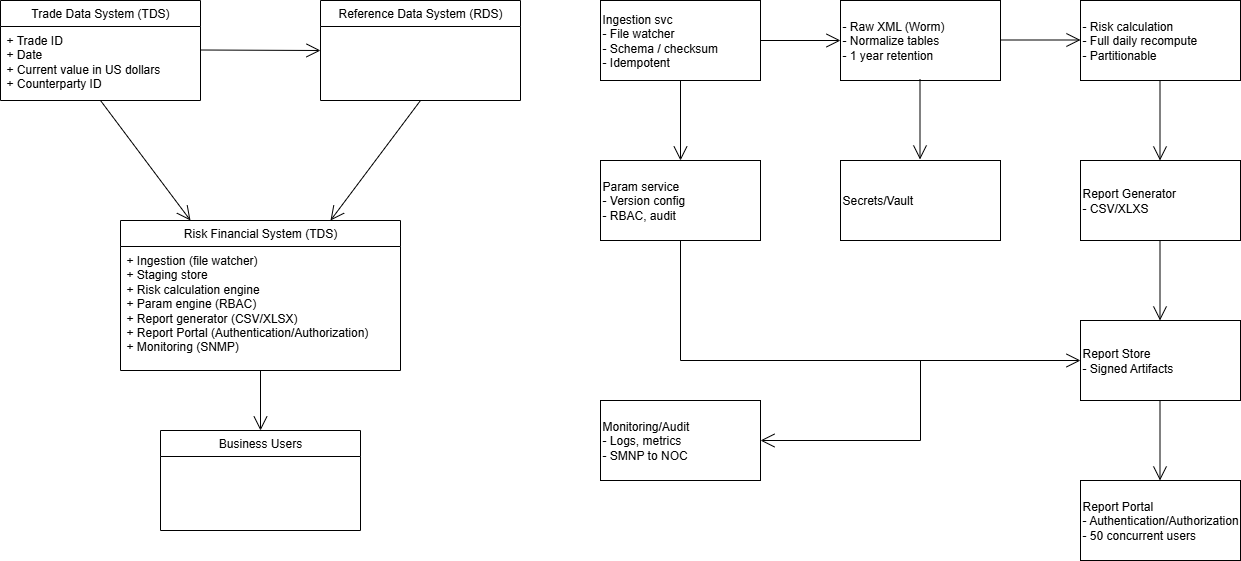 Trade Data System (TDS)
+ Trade ID
+ Date
+ Current value in US dollars
+ Counterparty ID
Reference Data System (RDS)
Risk Financial System (TDS)
+ Ingestion (file watcher)
+ Staging store
+ Risk calculation engine
+ Param engine (RBAC)
+ Report generator (CSV/XLSX)
+ Report Portal (Authentication/Authorization)
+ Monitoring (SNMP)
Business Users
Ingestion svc
- File watcher
- Schema / checksum
- Idempotent
- Raw XML (Worm)
- Normalize tables
- 1 year retention
- Risk calculation
- Full daily recompute
- Partitionable
Param service
- Version config
- RBAC, audit
Secrets/Vault
Report Generator
- CSV/XLXS
Report Store
- Signed Artifacts
Monitoring/Audit
- Logs, metrics
- SMNP to NOC
Report Portal
- Authentication/Authorization
- 50 concurrent users